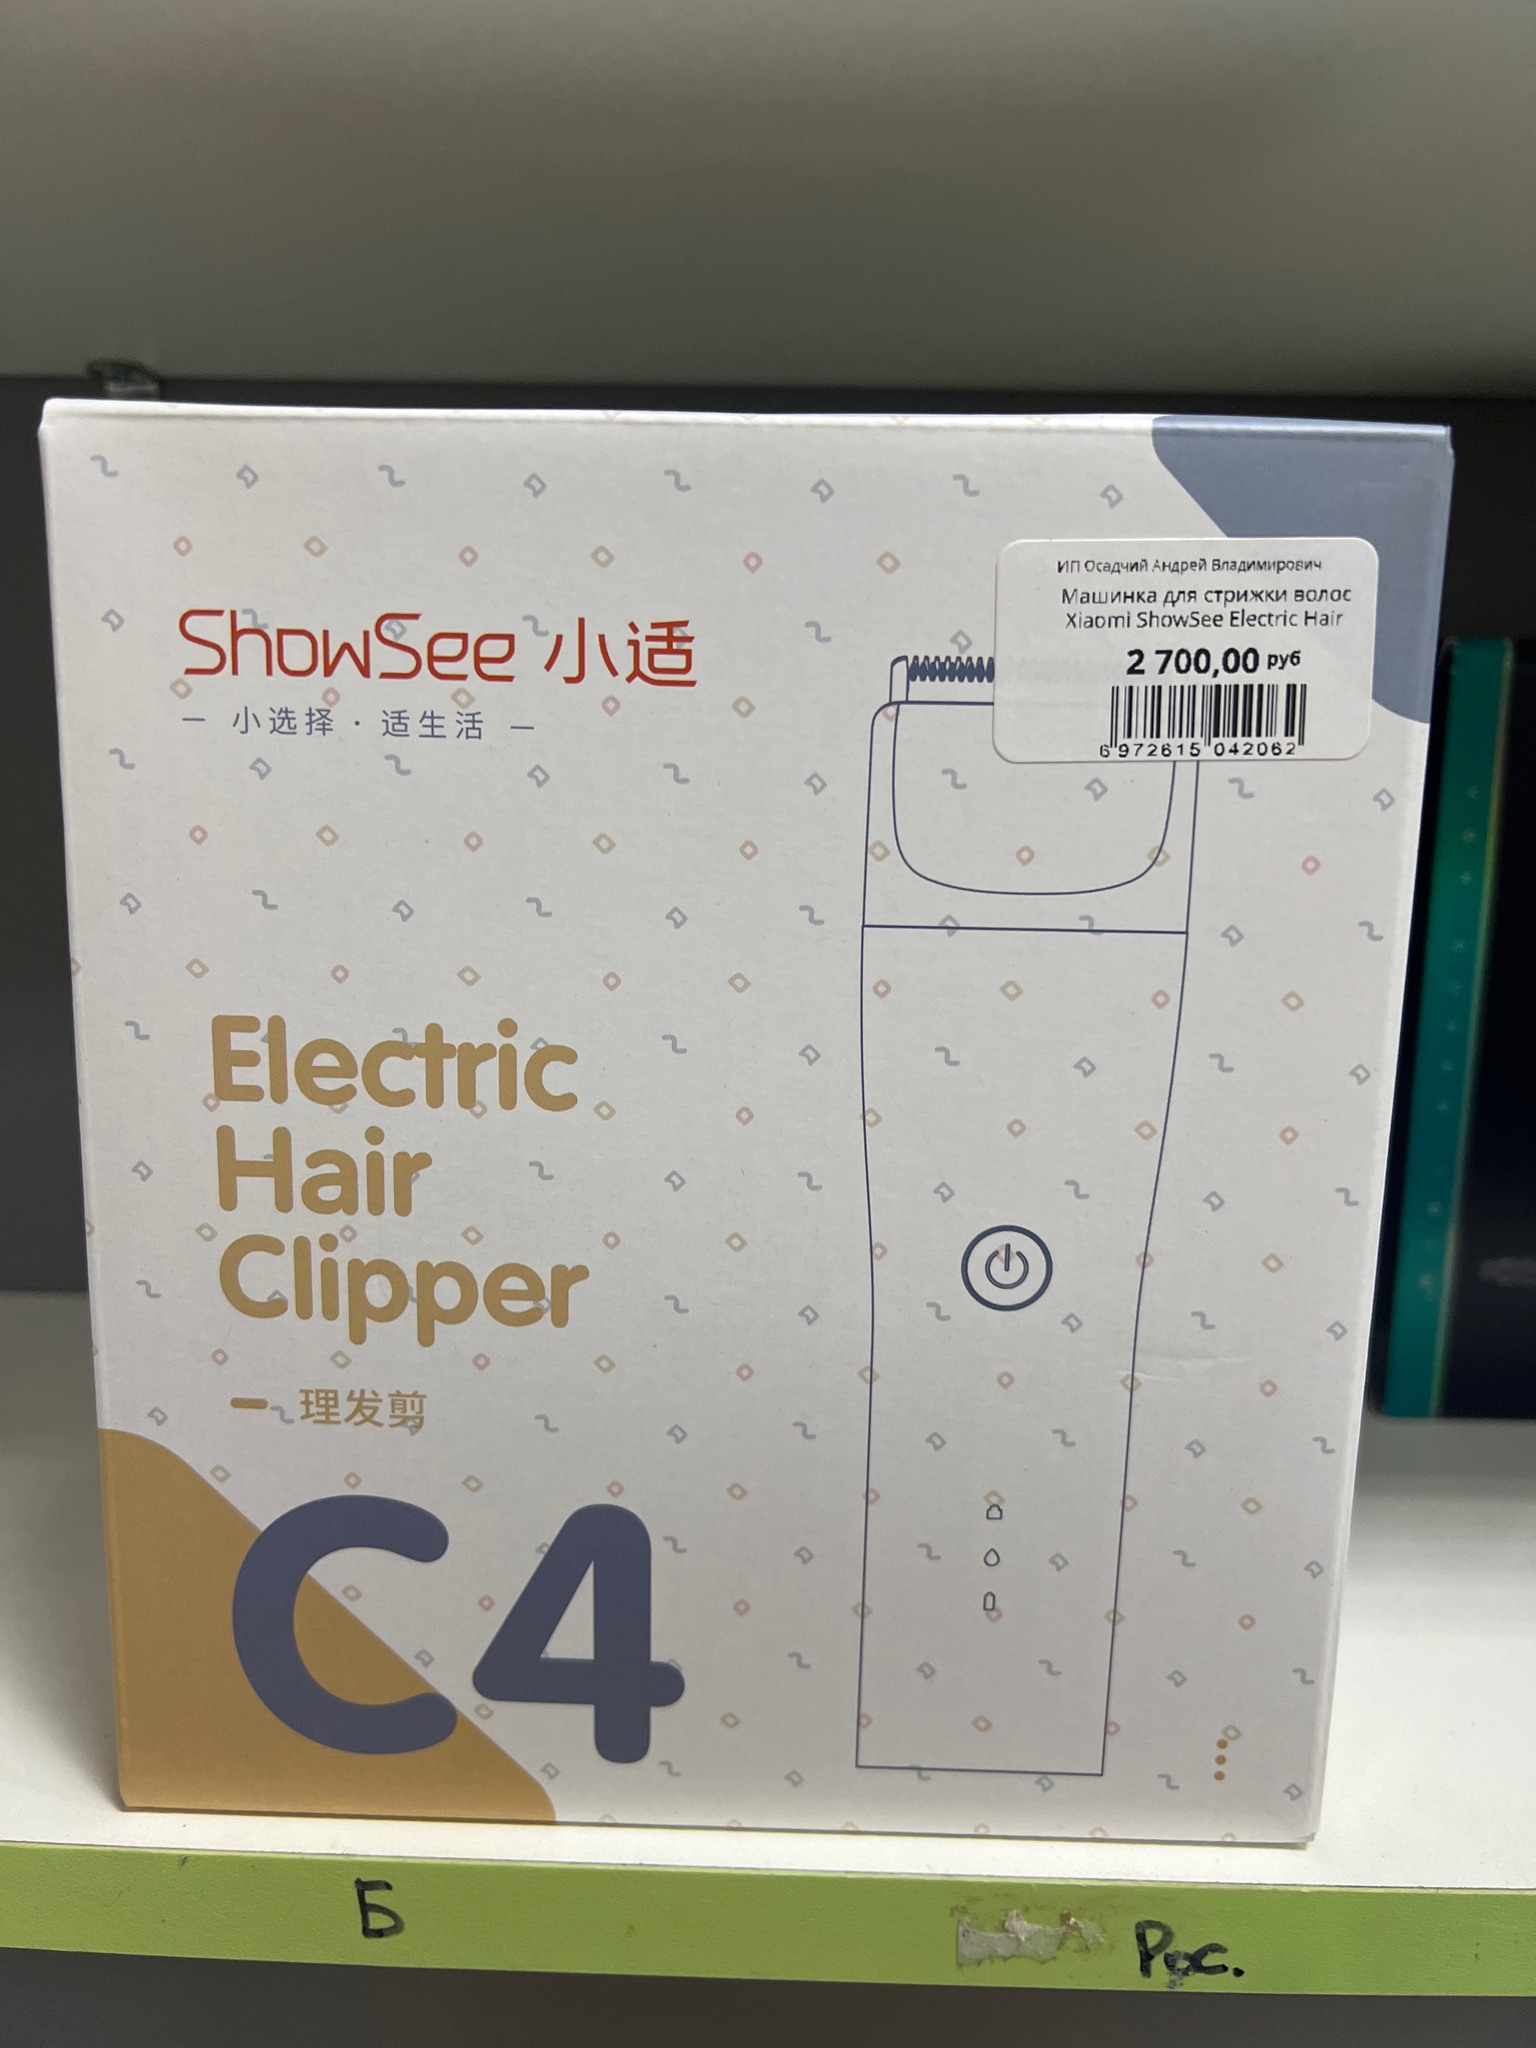 ИП Осадчий Андрей Владимирович
Машинка для стрижки волос
Xiaomi ShowSee Electric Hair
2 700,00 руб
6 972615 042062
ShowSee 小适
— 小选择 · 适生活 —
Electric
Hair
Clipper
— 理发剪
C4
Б
Рос.